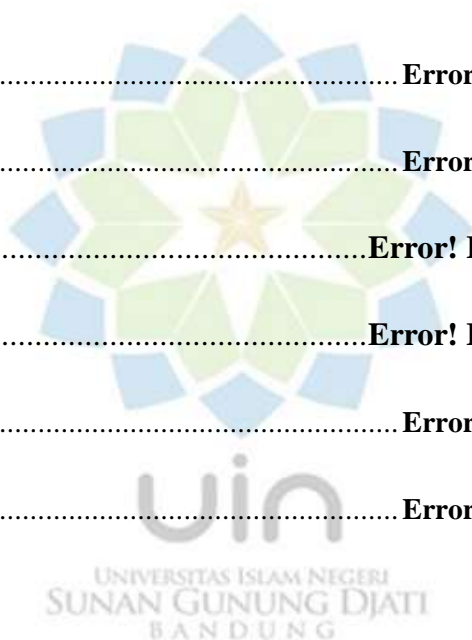 .................................................... Error
.................................................... Error
................................................Error!
................................................Error!
.................................................... Error
.................................................... Error
uin
UNIVERSITAS ISLAM NEGERI
SUNAN GUNUNG DJATI
BANDUNG